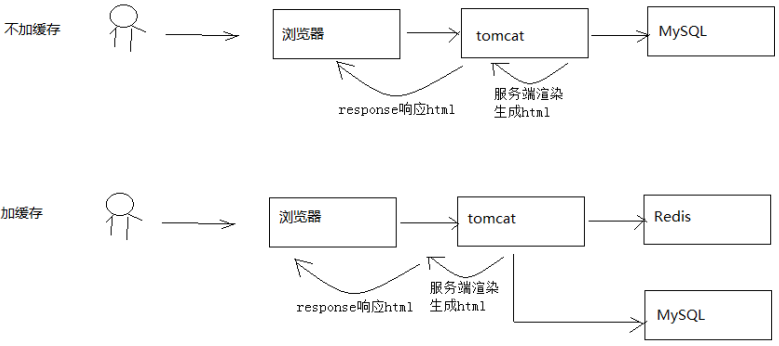 不加缓存
浏览器
tomcat
MySQL
response响应html
服务端渲染
生成html
加缓存
浏览器
tomcat
Redis
response响应html
服务端渲染
生成html
MySQL